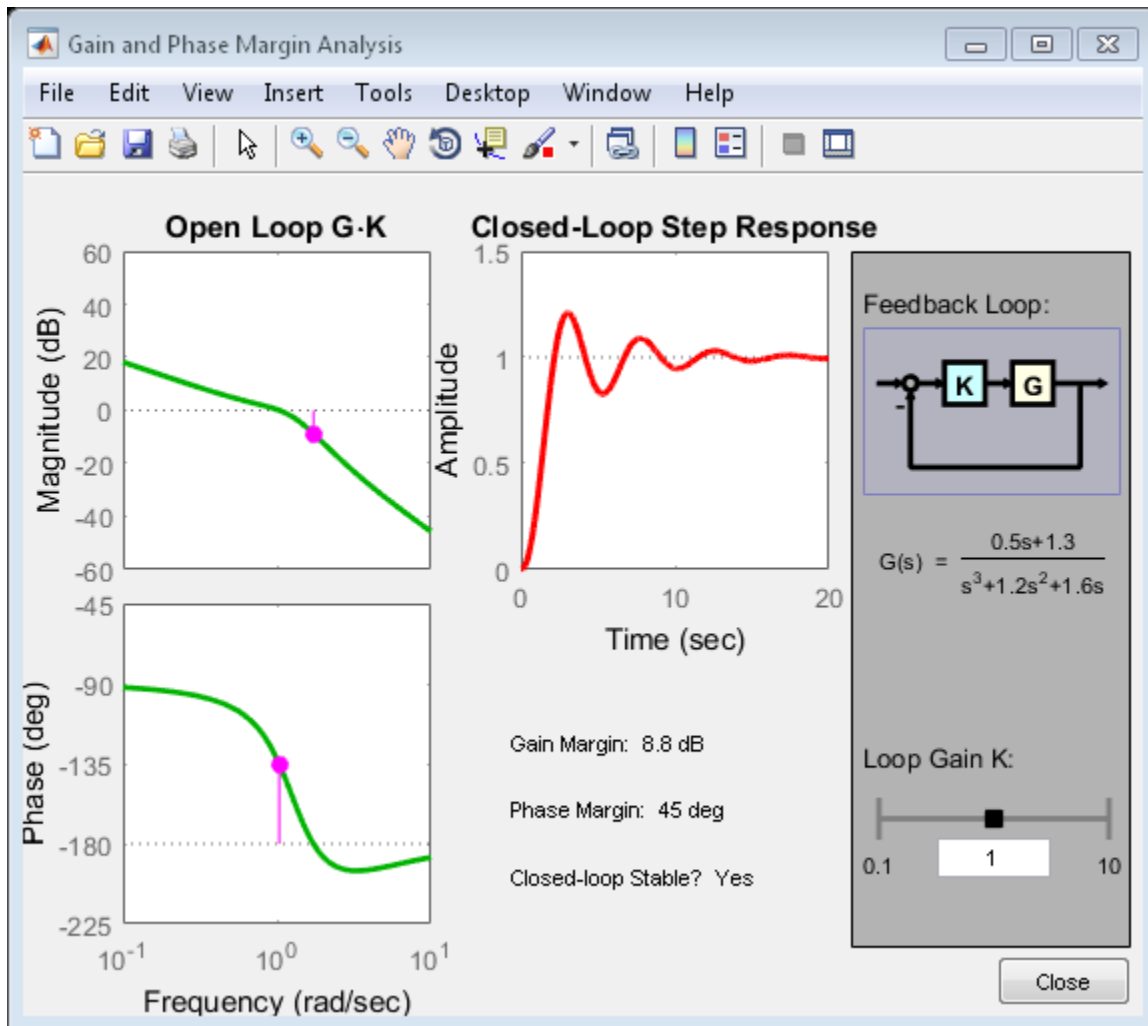 Gain and Phase Margin Analysis
File Edit View Insert Tools Desktop Window Help
Open Loop G·K
Magnitude (dB)
60
40
20
0
-20
-40
-60
Phase (deg)
-45
-90
-135
-180
-225
10^-1 10^0 10^1
Frequency (rad/sec)
Closed-Loop Step Response
Amplitude
1.5
1
0.5
0
0 10 20
Time (sec)
Gain Margin: 8.8 dB
Phase Margin: 45 deg
Closed-loop Stable? Yes
Feedback Loop:
K G
-
0.5s+1.3
G(s) =
s^3+1.2s^2+1.6s
Loop Gain K:
0.1 1 10
Close